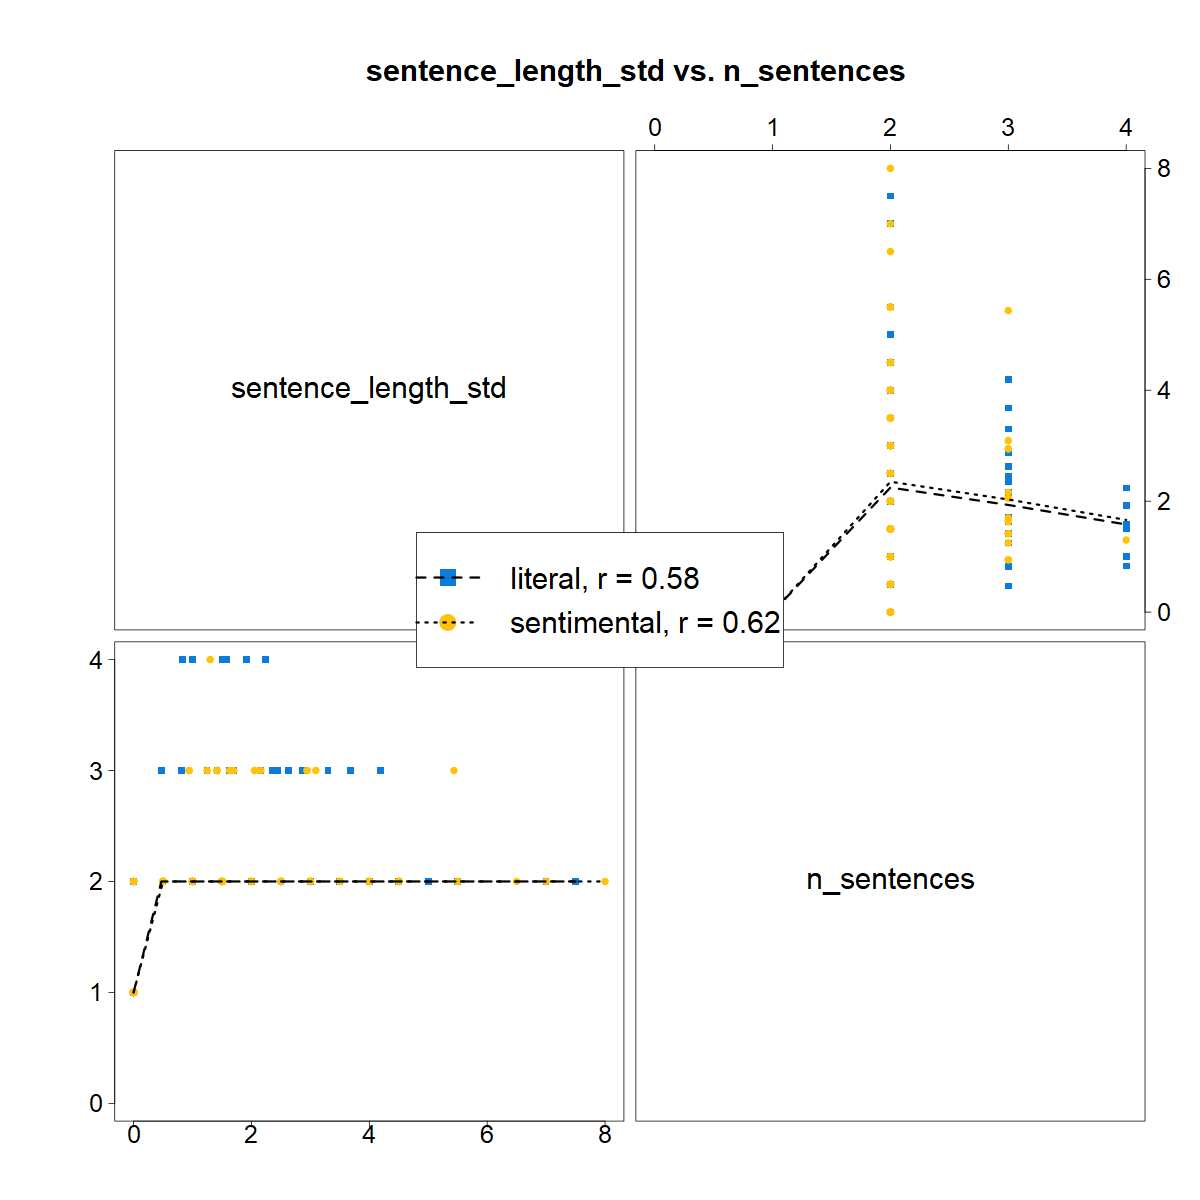 sentence_length_std vs. n_sentences
0 1 2 3 4
8
6
sentence_length_std
4
2
literal, r = 0.58
0
sentimental, r = 0.62
4
3
2
n_sentences
1
0
0 2 4 6 8